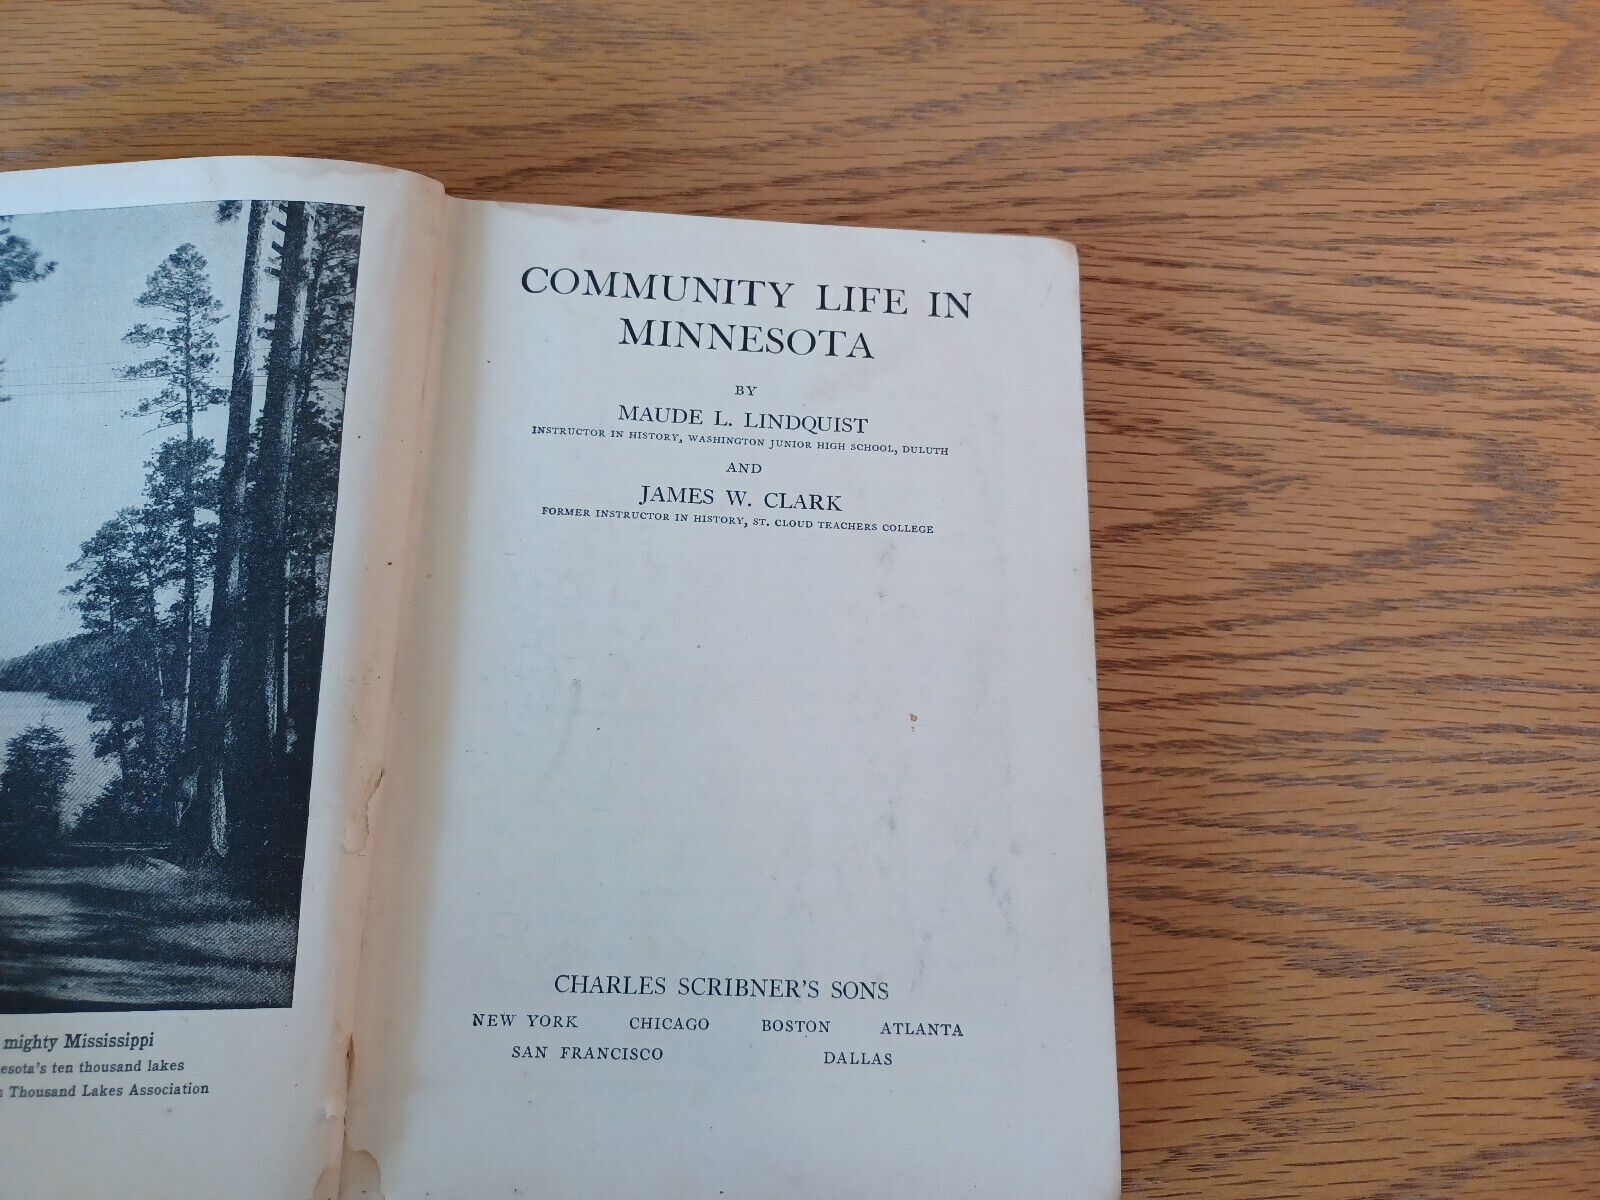 mighty Mississippi
esota's ten thousand lakes
Thousand Lakes Association
COMMUNITY LIFE IN
MINNESOTA
BY
MAUDE L. LINDQUIST
INSTRUCTOR IN HISTORY, WASHINGTON JUNIOR HIGH SCHOOL, DULUTH
AND
JAMES W. CLARK
FORMER INSTRUCTOR IN HISTORY, ST. CLOUD TEACHERS COLLEGE
CHARLES SCRIBNER'S SONS
NEW YORK CHICAGO BOSTON ATLANTA
SAN FRANCISCO DALLAS